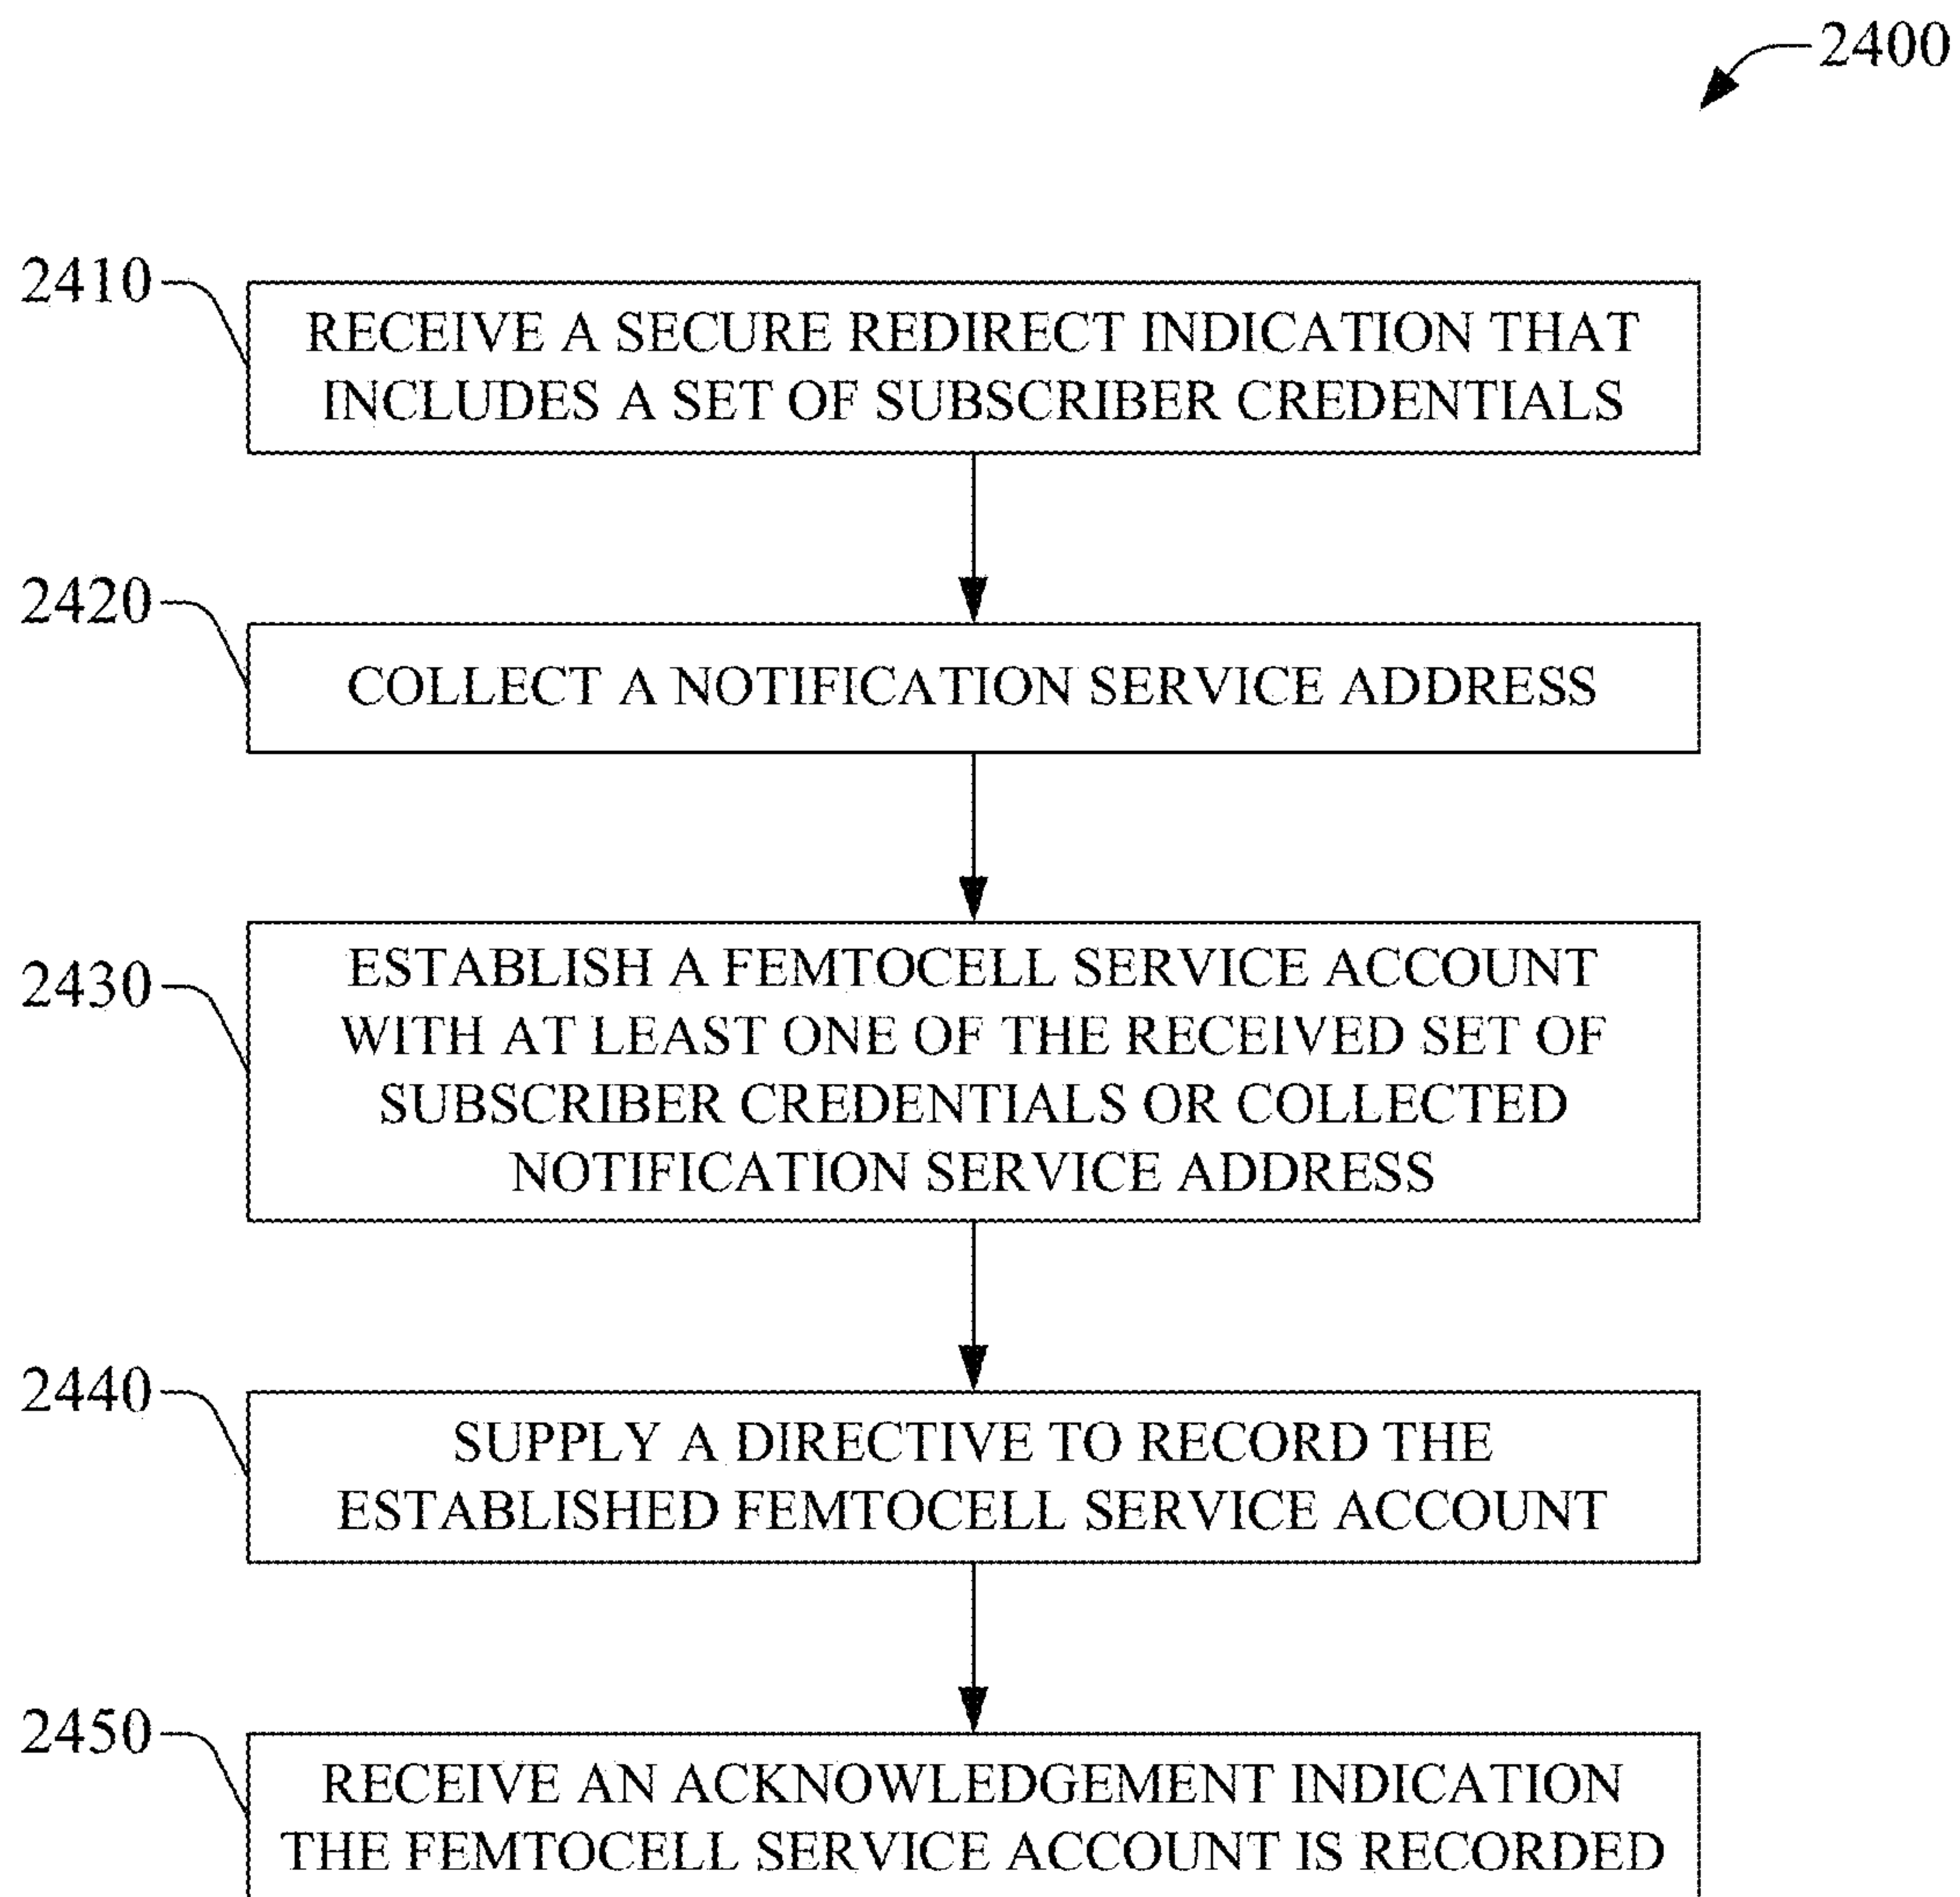 2400
2410
RECEIVE A SECURE REDIRECT INDICATION THAT
INCLUDES A SET OF SUBSCRIBER CREDENTIALS
2420
COLLECT A NOTIFICATION SERVICE ADDRESS
2430
ESTABLISH A FEMTOCELL SERVICE ACCOUNT
WITH AT LEAST ONE OF THE RECEIVED SET OF
SUBSCRIBER CREDENTIALS OR COLLECTED
NOTIFICATION SERVICE ADDRESS
2440
SUPPLY A DIRECTIVE TO RECORD THE
ESTABLISHED FEMTOCELL SERVICE ACCOUNT
2450
RECEIVE AN ACKNOWLEDGEMENT INDICATION
THE FEMTOCELL SERVICE ACCOUNT IS RECORDED